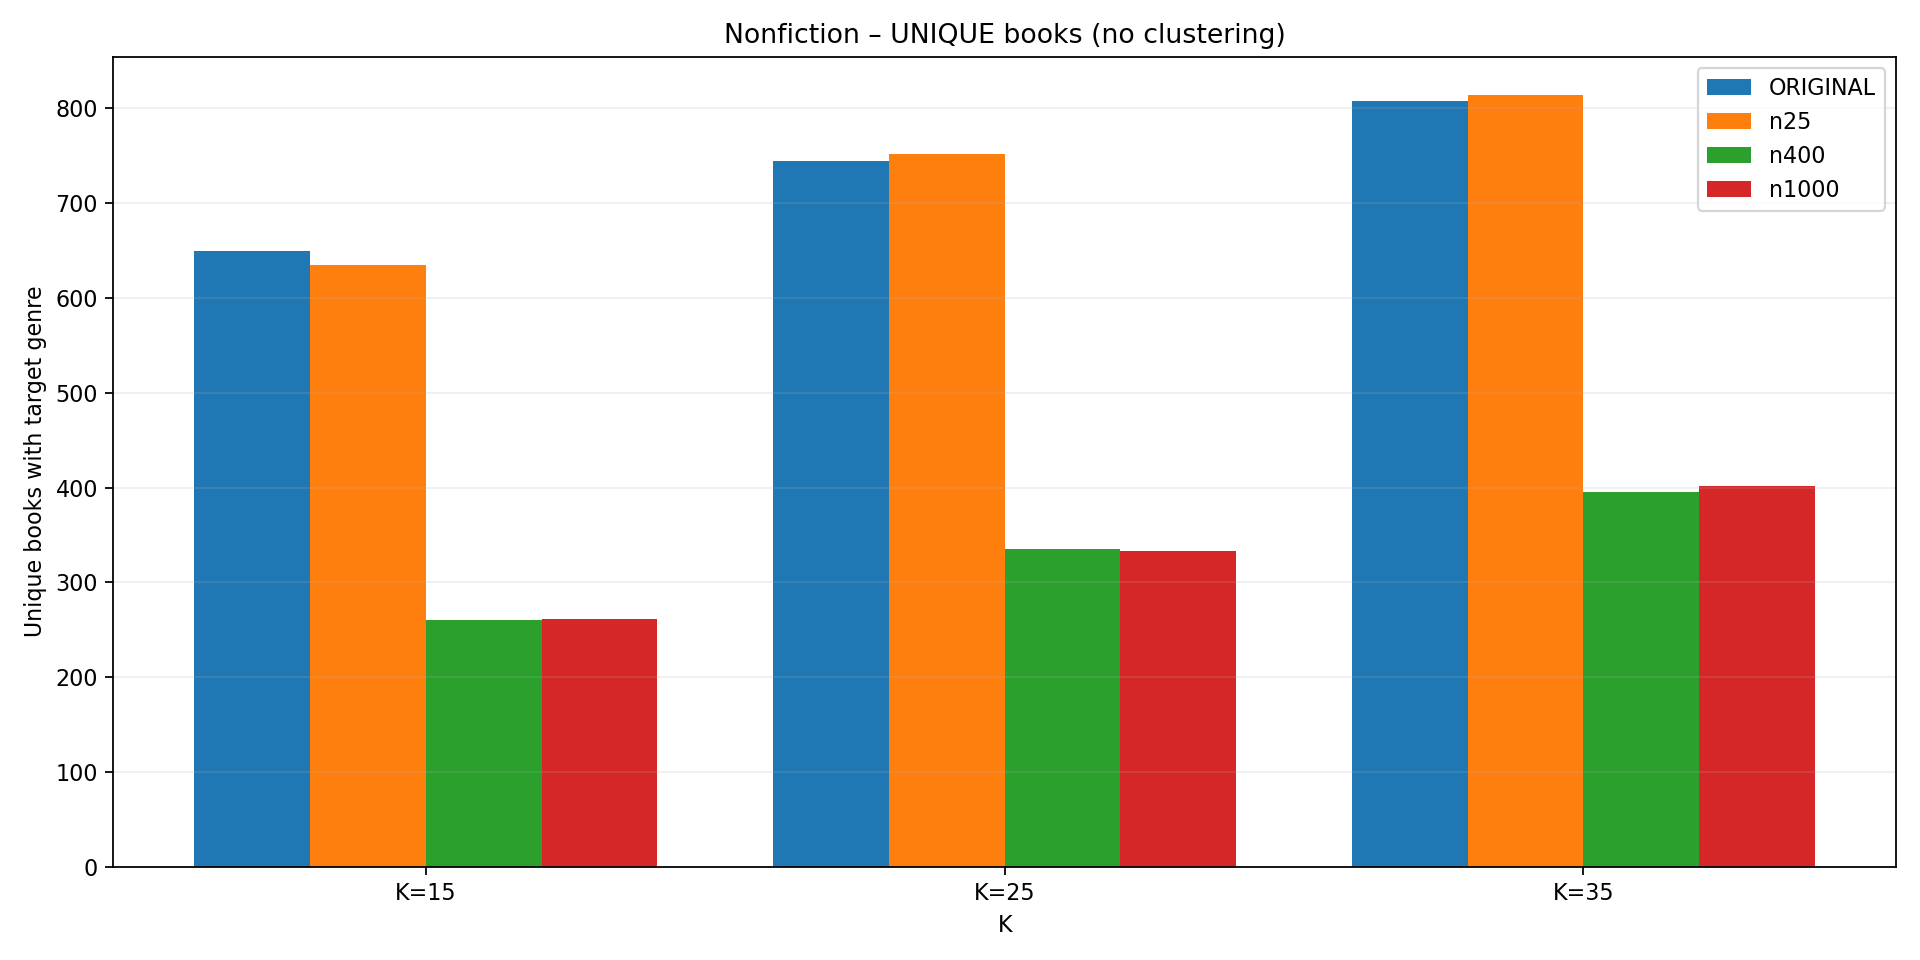 Nonfiction – UNIQUE books (no clustering)
ORIGINAL
n25
n400
n1000
Unique books with target genre
800
700
600
500
400
300
200
100
0
K=15
K=25
K=35
K